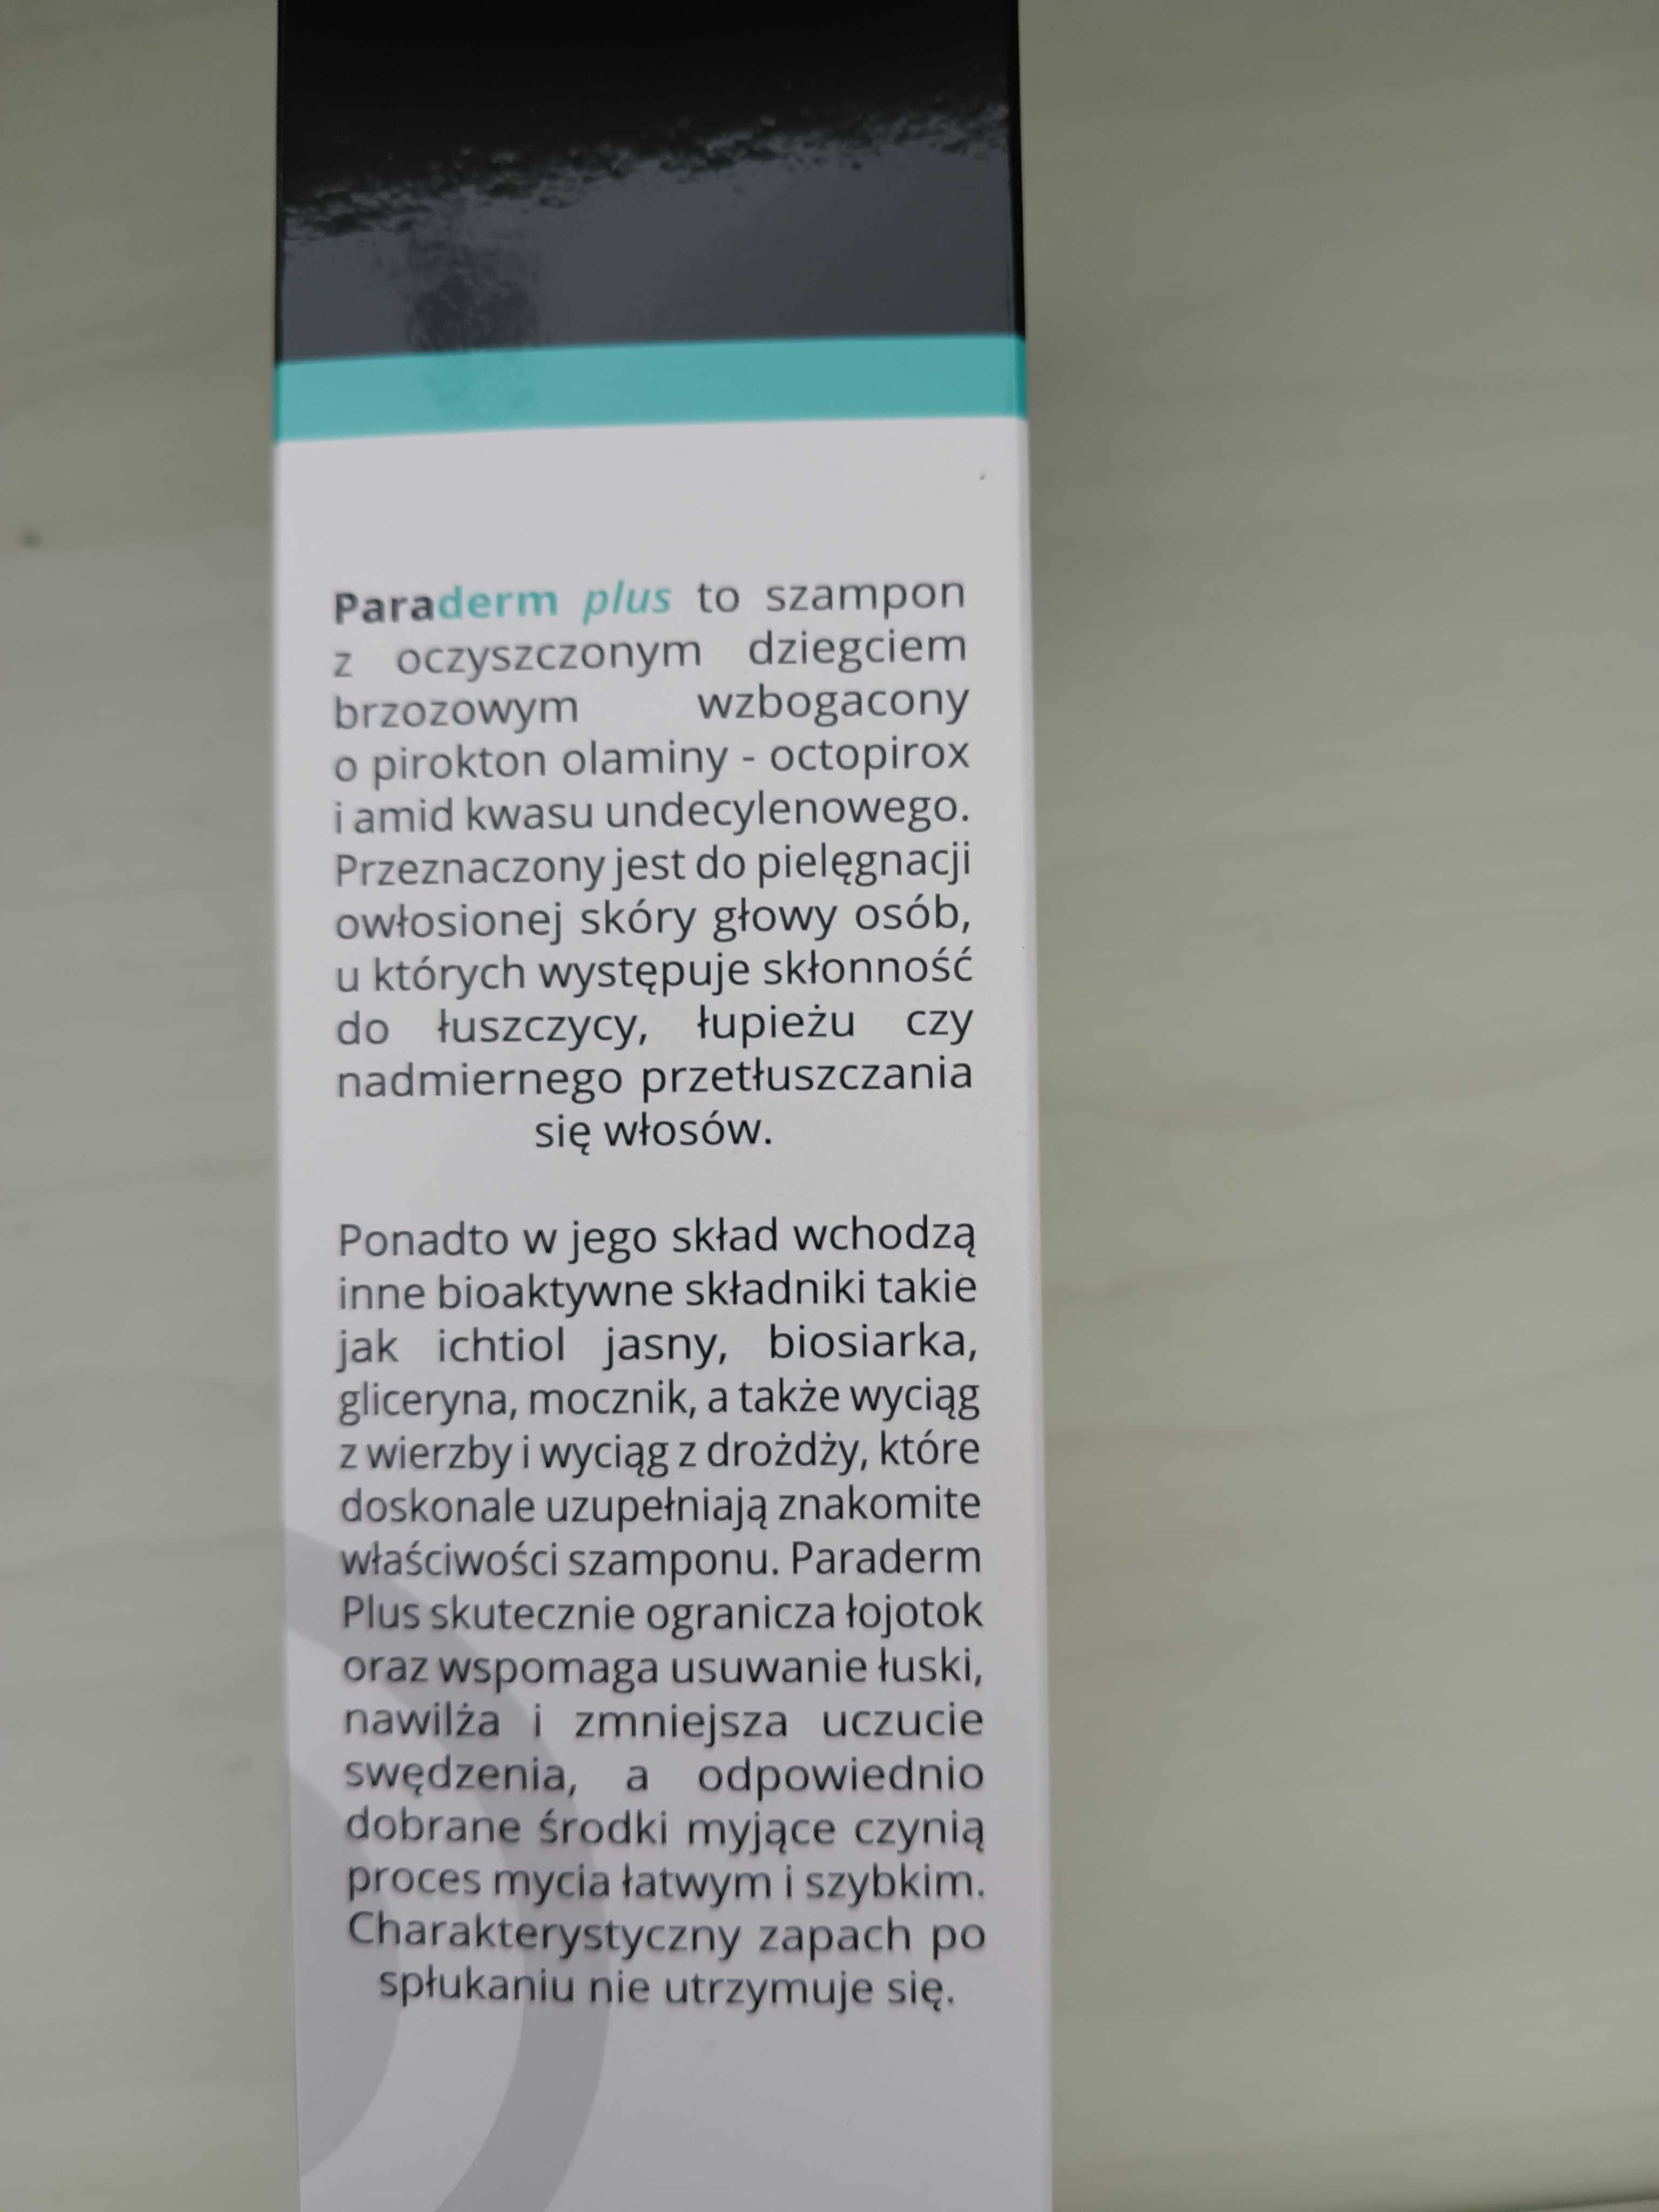 Paraderm plus to szampon
z oczyszczonym dziegciem
brzozowym wzbogacony
o pirokton olaminy - octopirox
i amid kwasu undecylenowego.
Przeznaczony jest do pielęgnacji
owłosionej skóry głowy osób,
u których występuje skłonność
do łuszczycy, łupieżu czy
nadmiernego przetłuszczania
się włosów.
Ponadto w jego skład wchodzą
inne bioaktywne składniki takie
jak ichtiol jasny, biosiarka,
gliceryna, mocznik, a także wyciąg
z wierzby i wyciąg z drożdży, które
doskonale uzupełniają znakomite
właściwości szamponu. Paraderm
Plus skutecznie ogranicza łojotok
oraz wspomaga usuwanie łuski,
nawilża i zmniejsza uczucie
swędzenia, a odpowiednio
dobrane środki myjące czynią
proces mycia łatwym i szybkim.
Charakterystyczny zapach po
spłukaniu nie utrzymuje się.